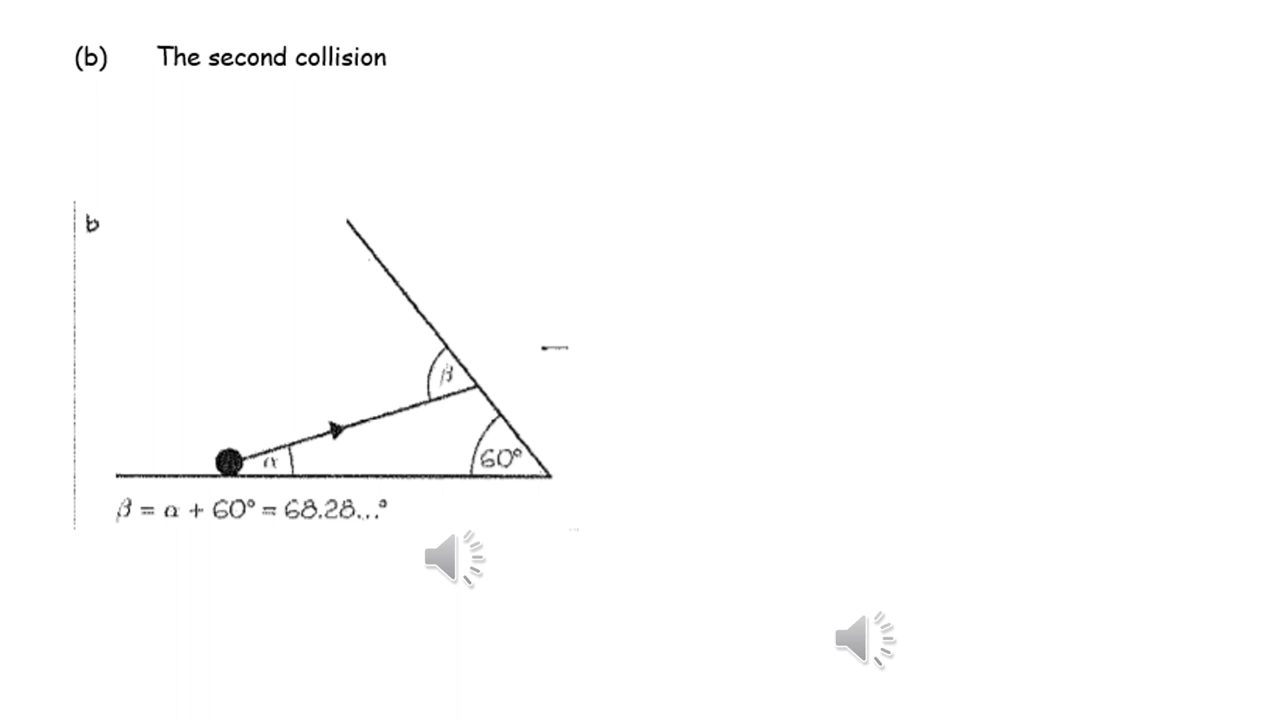 (b) The second collision
b
β
α
60°
β = α + 60° = 68.28...°